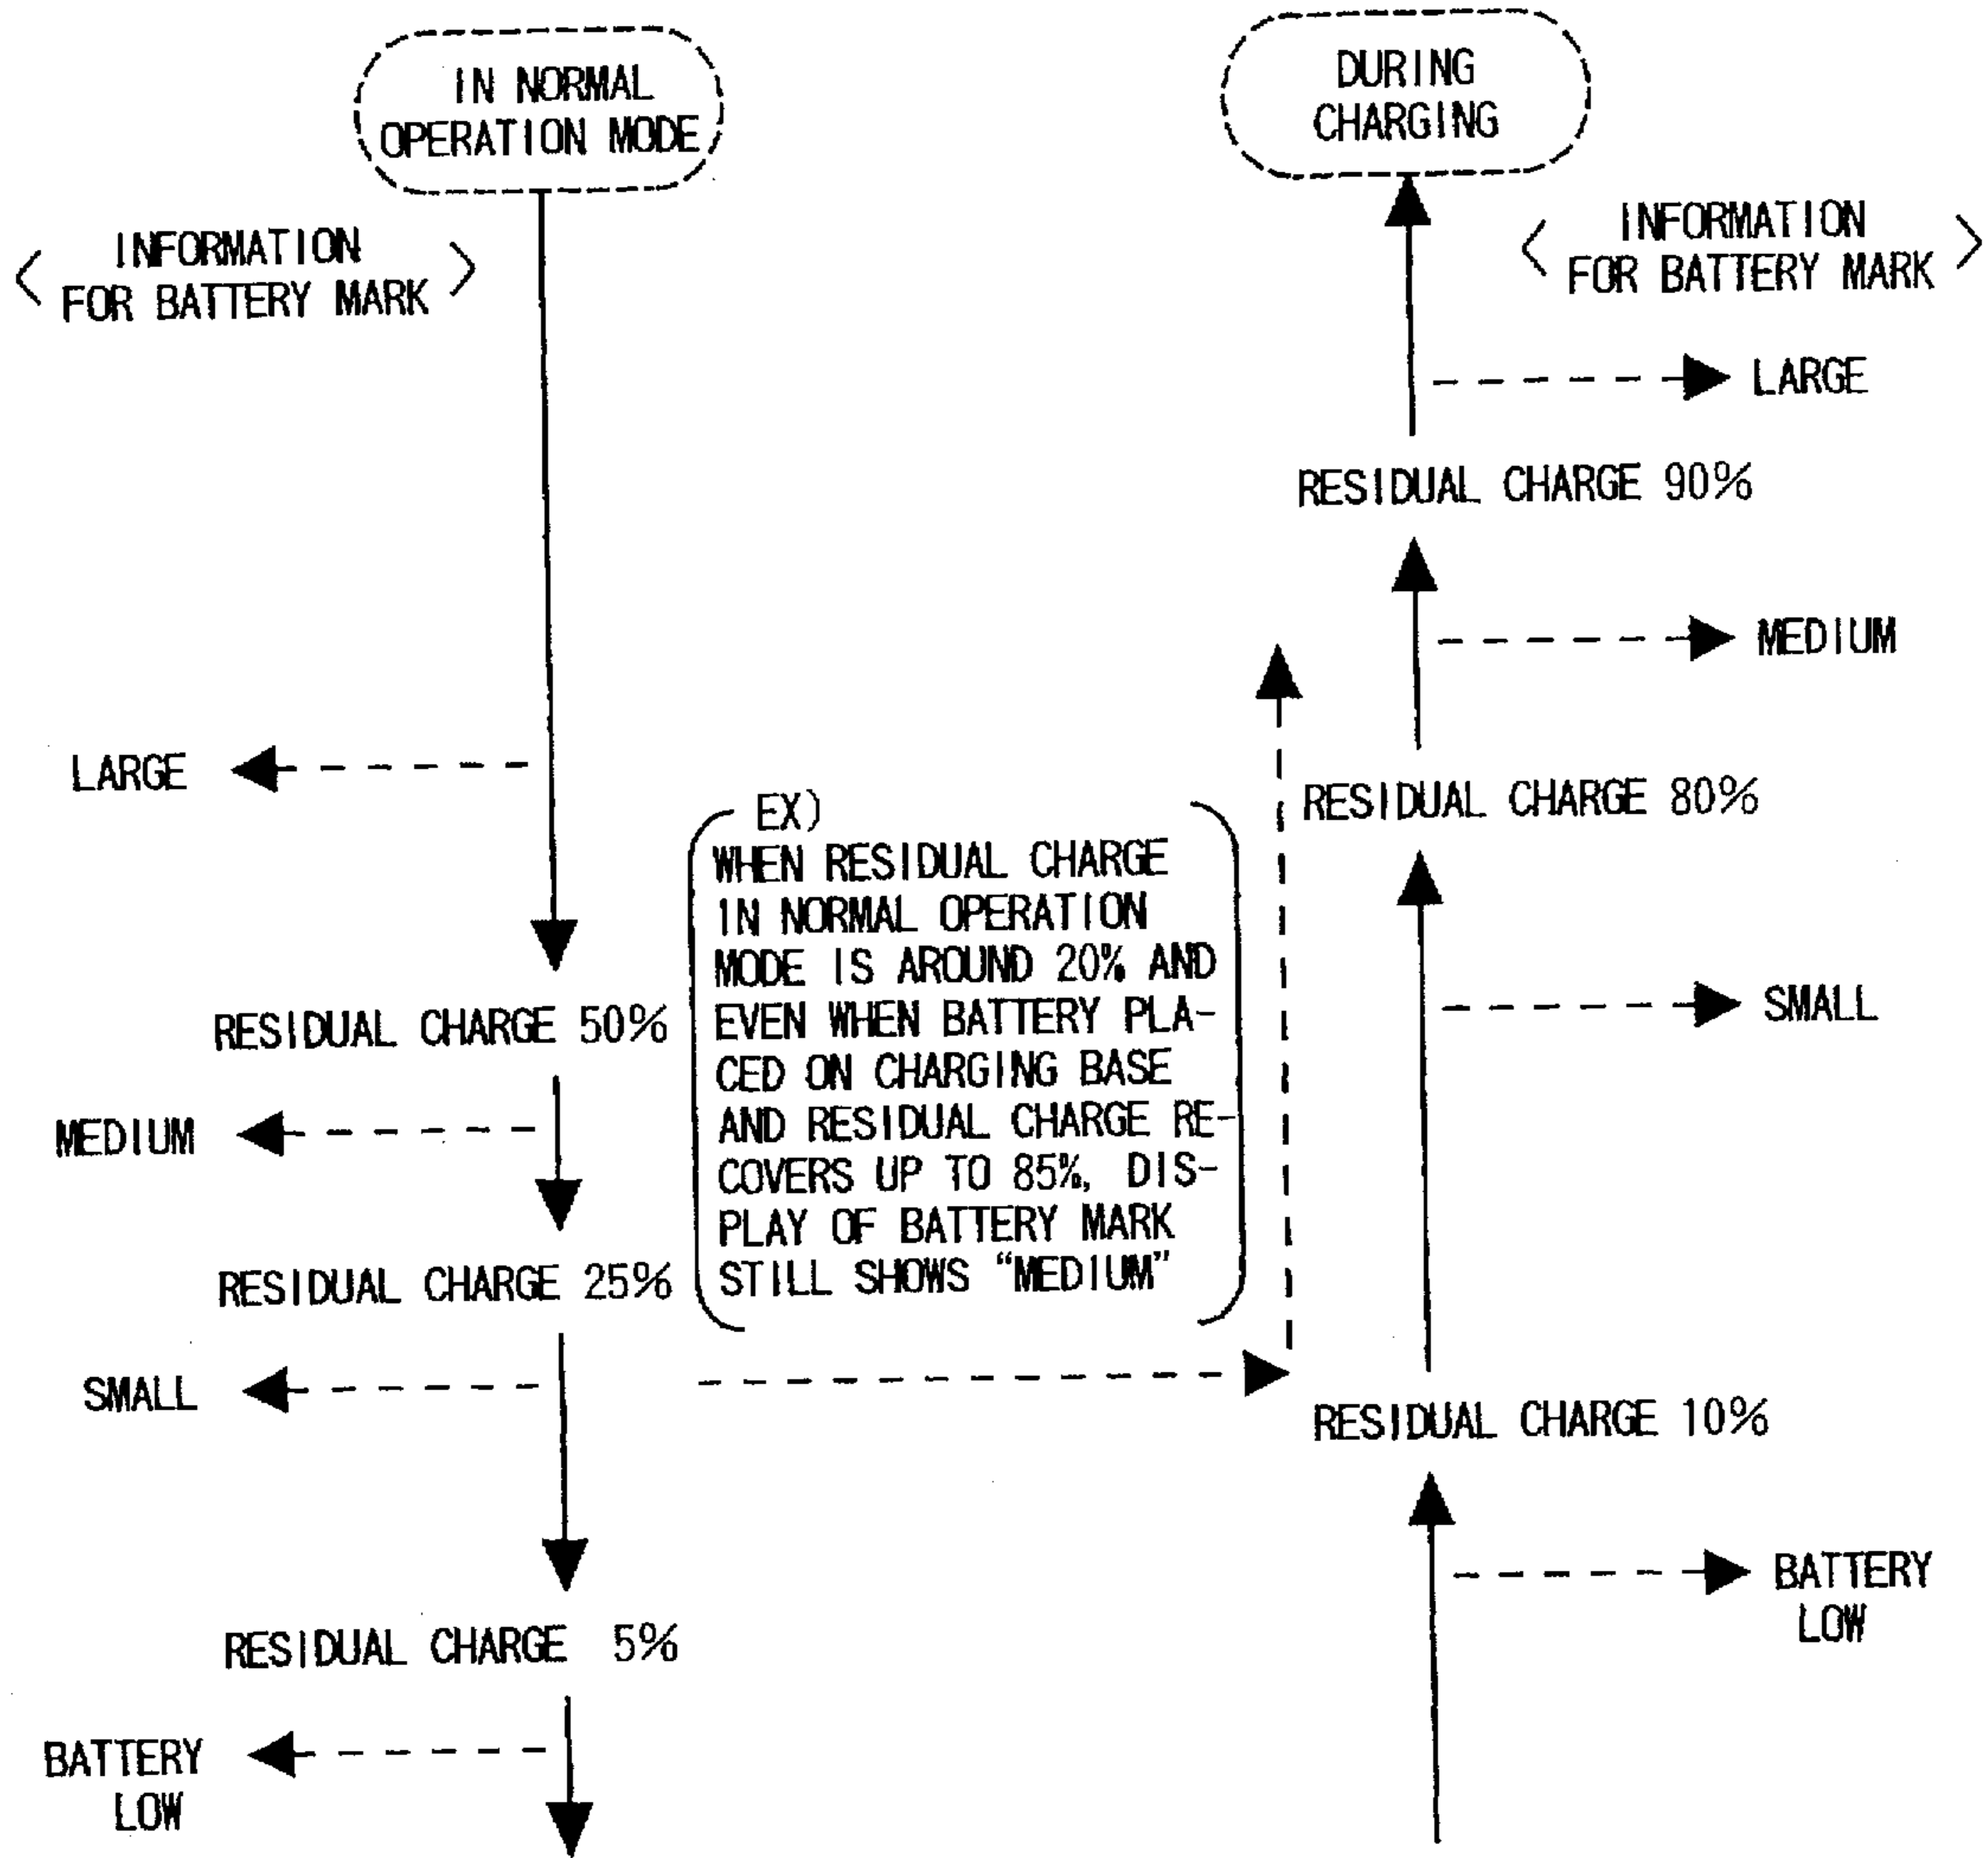 IN NORMAL
OPERATION MODE
< INFORMATION
FOR BATTERY MARK >
LARGE
RESIDUAL CHARGE 50%
MEDIUM
RESIDUAL CHARGE 25%
SMALL
RESIDUAL CHARGE 5%
BATTERY
LOW
EX)
WHEN RESIDUAL CHARGE
IN NORMAL OPERATION
MODE IS AROUND 20% AND
EVEN WHEN BATTERY PLA-
CED ON CHARGING BASE
AND RESIDUAL CHARGE RE-
COVERS UP TO 85%, DIS-
PLAY OF BATTERY MARK
STILL SHOWS “MEDIUM”
DURING
CHARGING
< INFORMATION
FOR BATTERY MARK >
LARGE
RESIDUAL CHARGE 90%
MEDIUM
RESIDUAL CHARGE 80%
SMALL
RESIDUAL CHARGE 10%
BATTERY
LOW